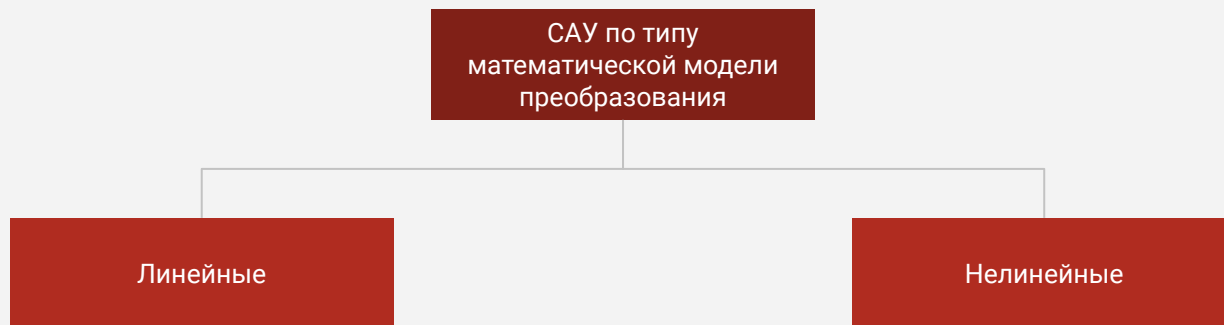 САУ по типу
математической модели
преобразования
Линейные
Нелинейные